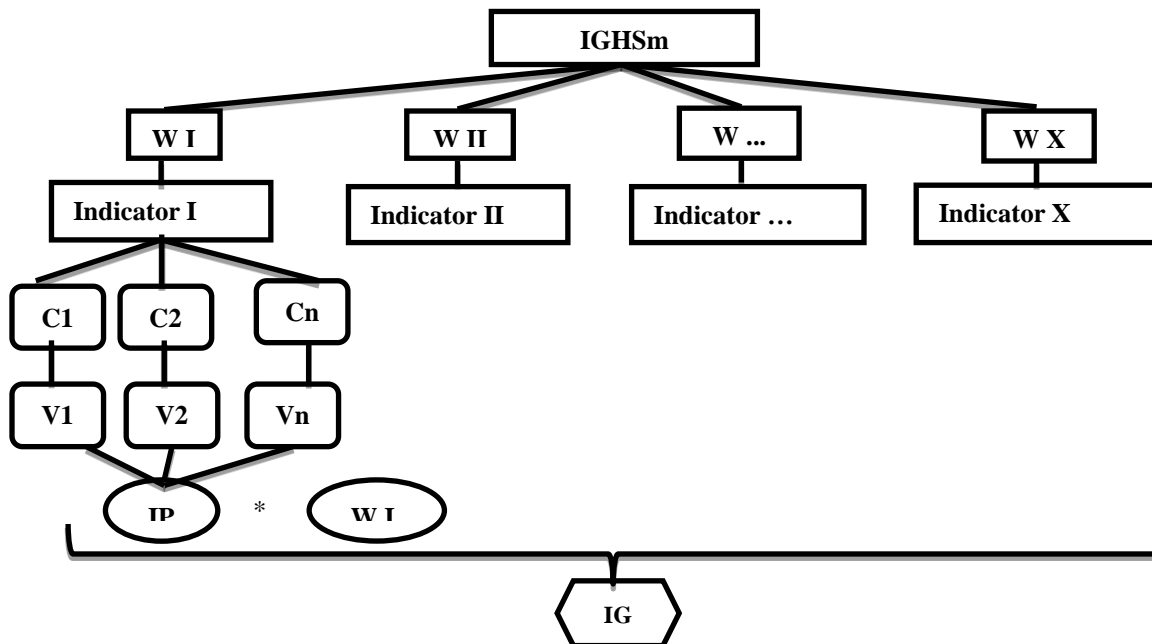 IGHSm
W I W II W ... W X
Indicator I Indicator II Indicator … Indicator X
C1 C2 Cn
V1 V2 Vn
IP * W I
IG